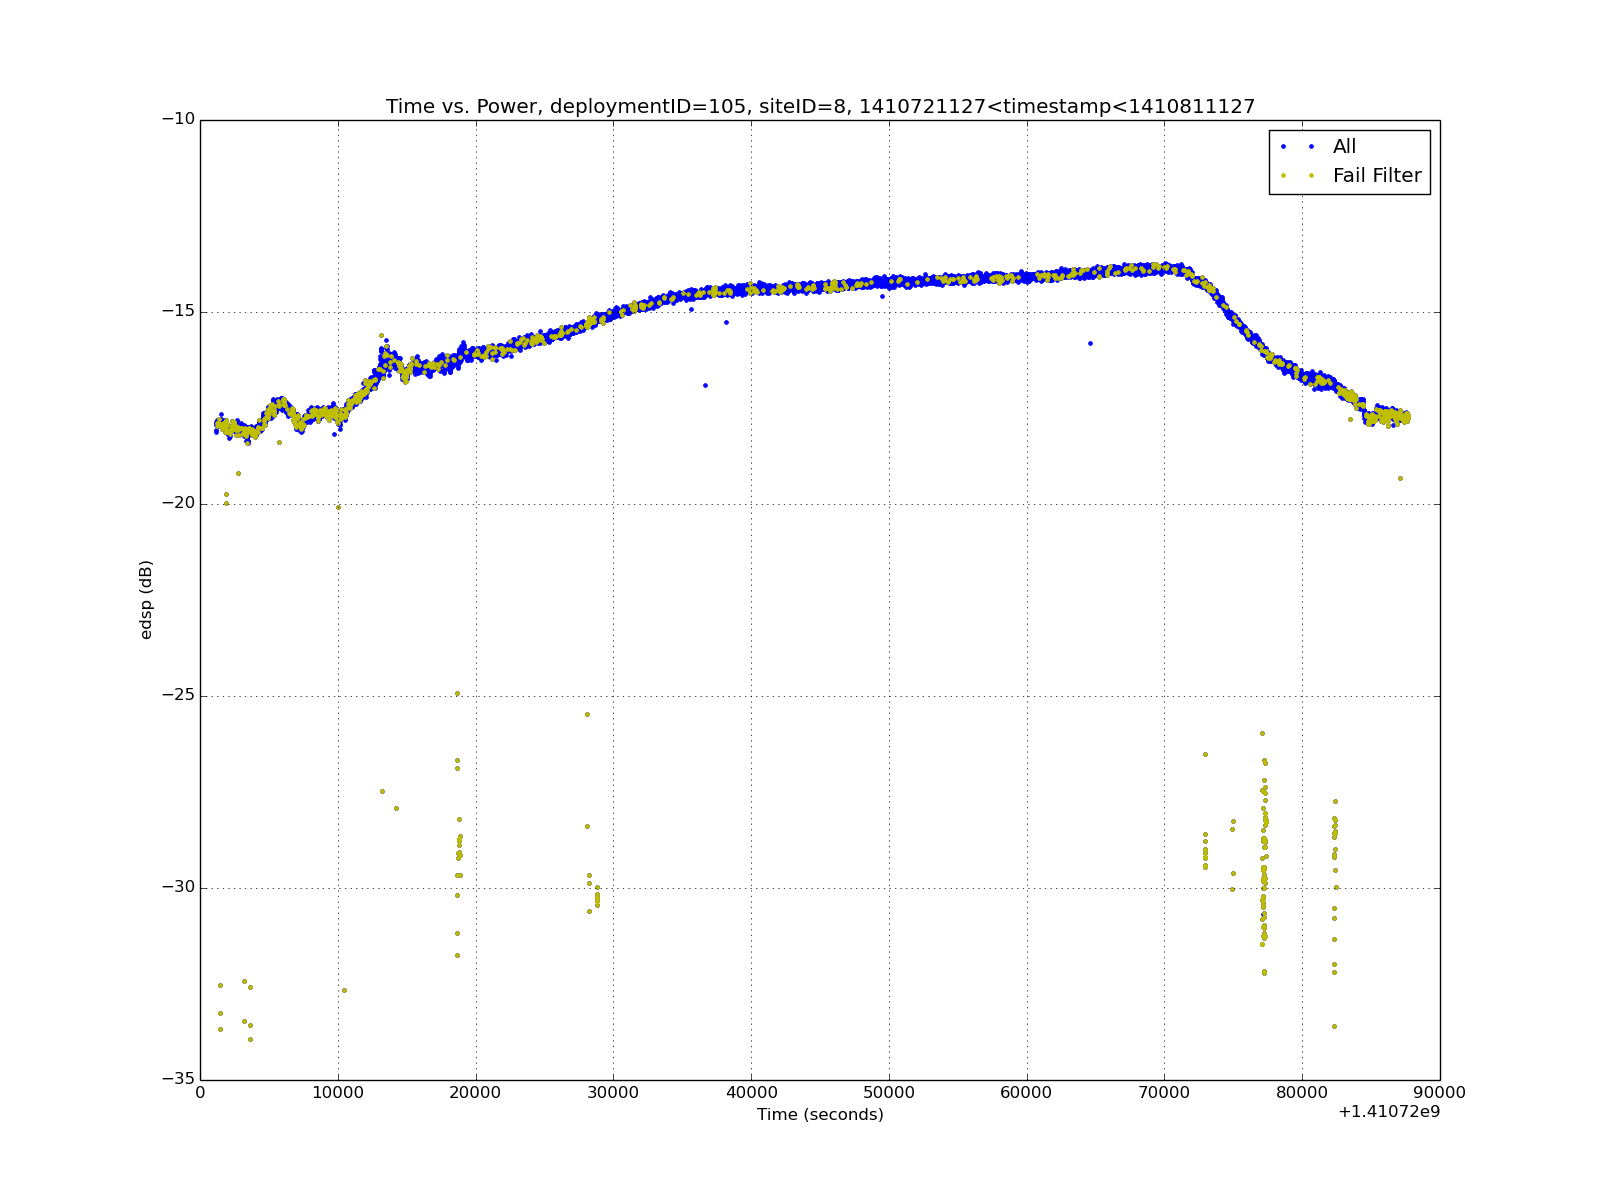 Time vs. Power, deploymentID=105, siteID=8, 1410721127<timestamp<1410811127
All
Fail Filter
−10
−15
−20
−25
−30
−35
edsp (dB)
0 10000 20000 30000 40000 50000 60000 70000 80000 90000
Time (seconds)
+1.41072e9